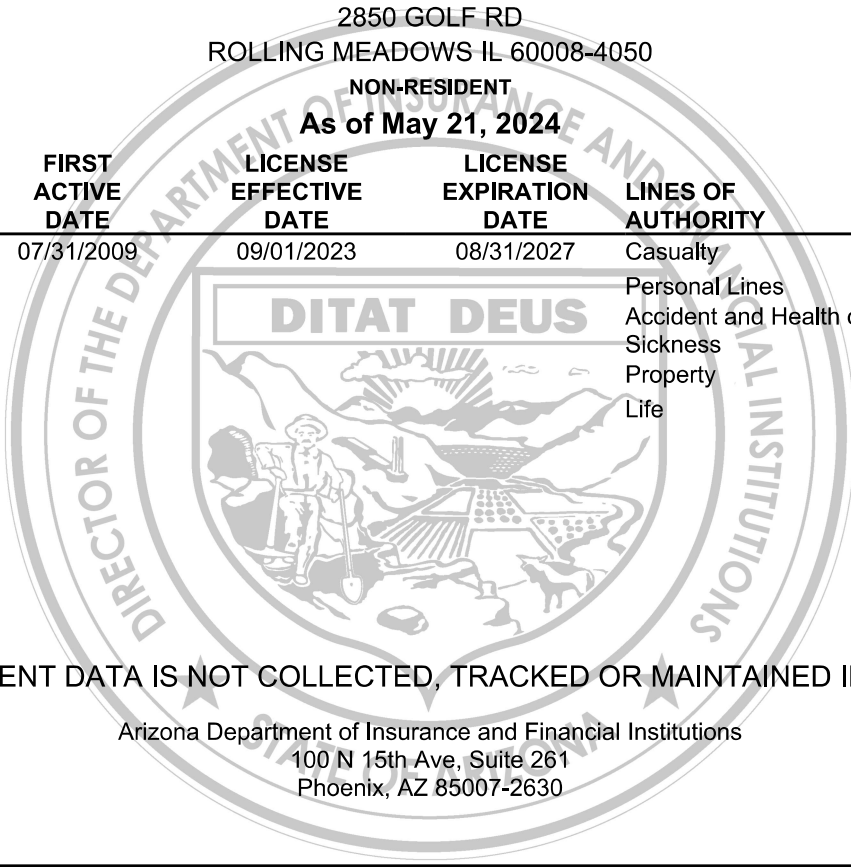 2850 GOLF RD
ROLLING MEADOWS IL 60008-4050
NON-RESIDENT
As of May 21, 2024
FIRST ACTIVE DATE
LICENSE EFFECTIVE DATE
LICENSE EXPIRATION DATE
LINES OF AUTHORITY
07/31/2009 09/01/2023 08/31/2027 Casualty
Personal Lines
Accident and Health o
Sickness
Property
Life
DITAT DEUS
DIRECTOR OF THE DEPARTMENT OF INSURANCE AND FINANCIAL INSTITUTIONS
STATE OF ARIZONA
ENT DATA IS NOT COLLECTED, TRACKED OR MAINTAINED I
Arizona Department of Insurance and Financial Institutions
100 N 15th Ave, Suite 261
Phoenix, AZ 85007-2630